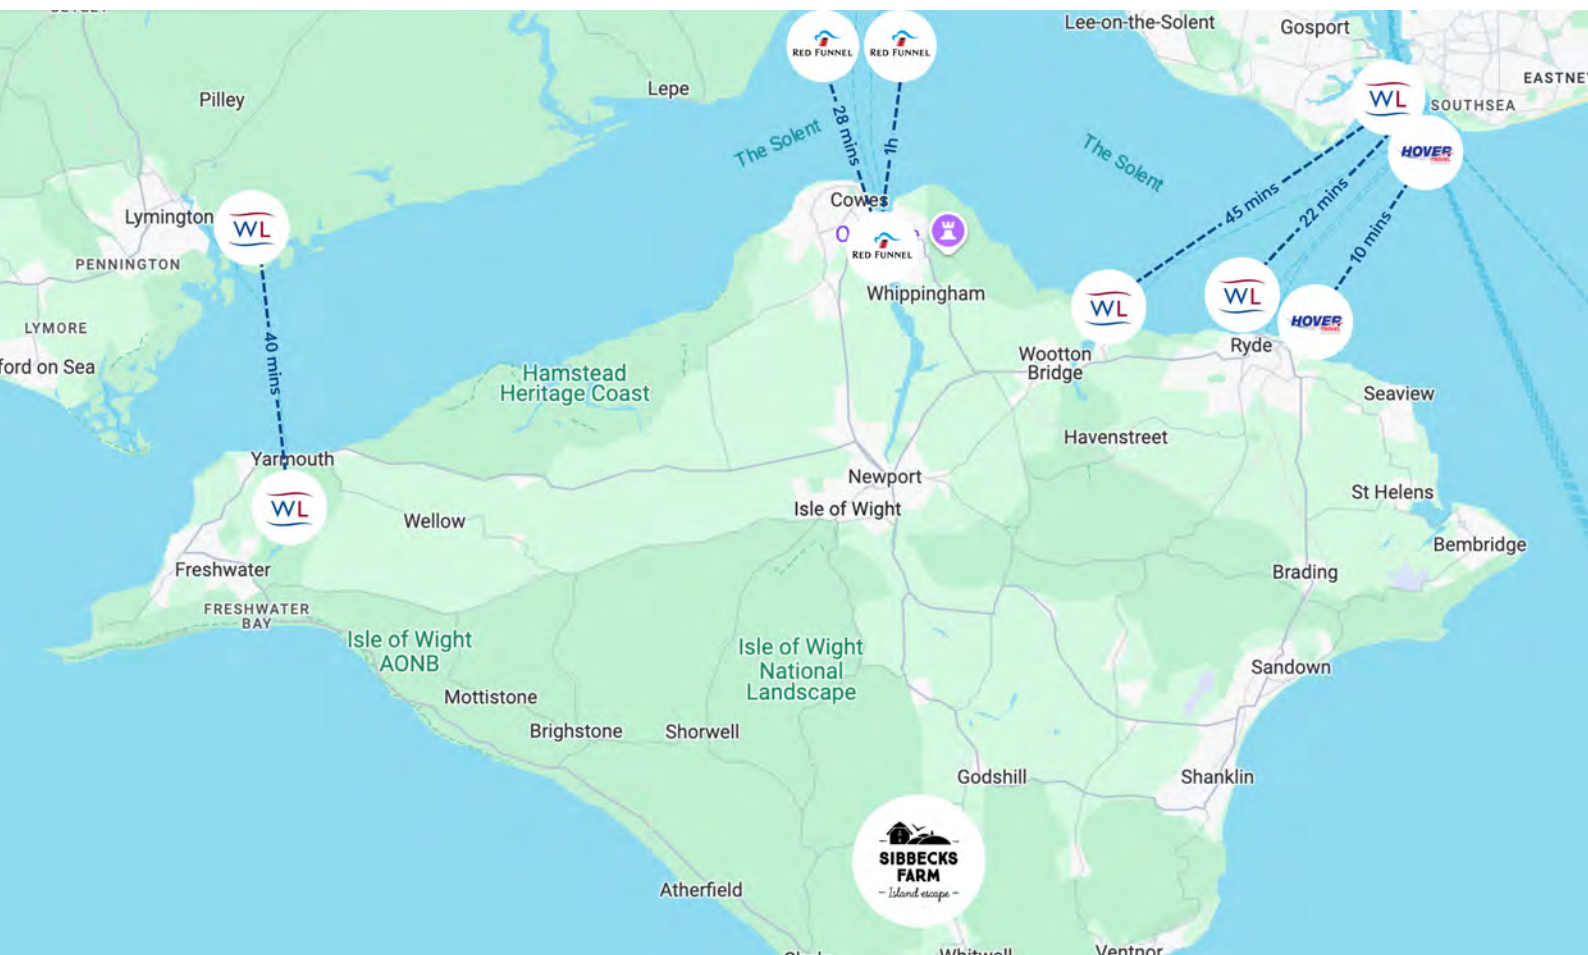 Lee-on-the-Solent
Gosport
RED FUNNEL
RED FUNNEL
EASTNE
Pilley
Lepe
WL
SOUTHSEA
28 mins
1h
The Solent
The Solent
HOVER
TRAVEL
Lymington
WL
Cowes
45 mins
22 mins
10 mins
PENNINGTON
RED FUNNEL
Whippingham
WL
WL
HOVER
TRAVEL
LYMORE
ford on Sea
40 mins
Wootton
Bridge
Ryde
Hamstead
Heritage Coast
Seaview
Havenstreet
Yarmouth
Newport
St Helens
WL
Wellow
Isle of Wight
Bembridge
Freshwater
Brading
FRESHWATER
BAY
Isle of Wight
AONB
Isle of Wight
National
Landscape
Sandown
Mottistone
Brighstone
Shorwell
Godshill
Shanklin
SIBBECKS
FARM
– Island escape –
Atherfield
Whitwell
Ventnor